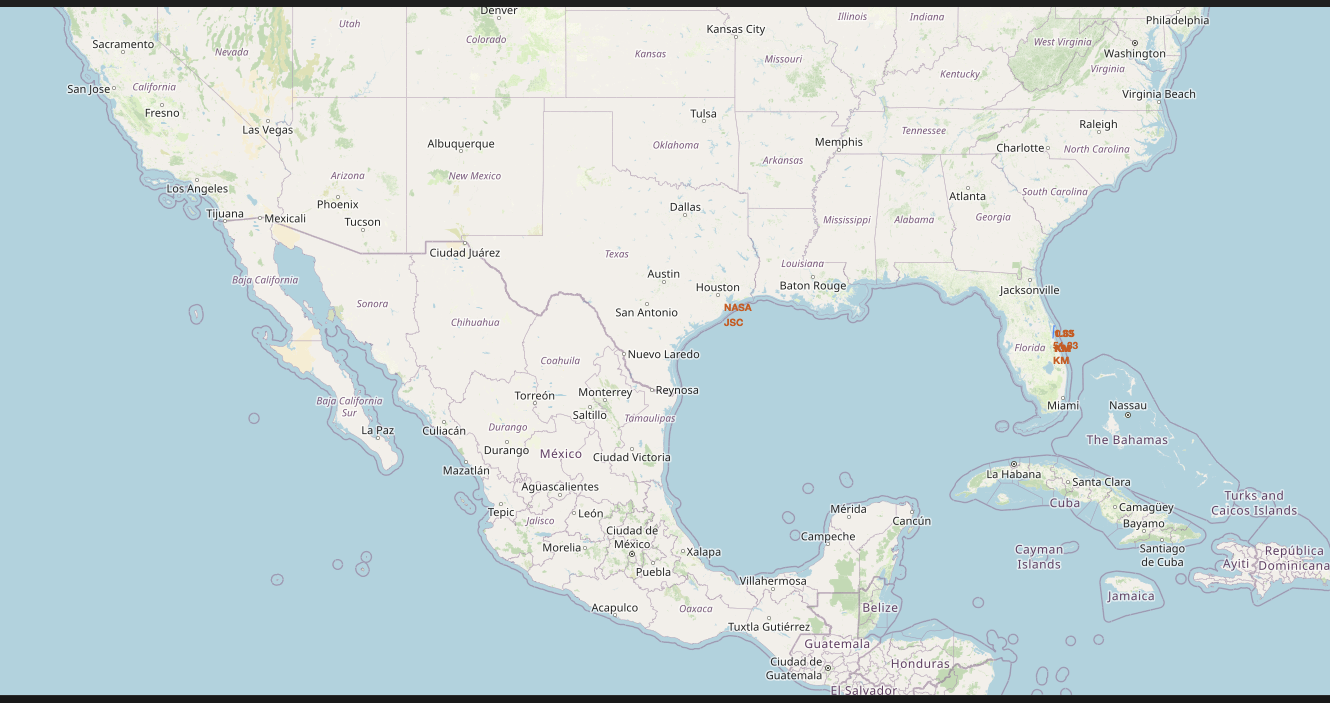 Denver
Utah
Illinois
Indiana
Philadelphia
Kansas City
Sacramento
Nevada
Colorado
Kansas
Missouri
West Virginia
Washington
Kentucky
Virginia
San Jose
California
Virginia Beach
Fresno
Las Vegas
Tulsa
Raleigh
Albuquerque
Oklahoma
Memphis
Tennessee
Charlotte
North Carolina
Arkansas
Los Angeles
Arizona
New Mexico
South Carolina
Phoenix
Dallas
Atlanta
Tijuana
Mexicali
Tucson
Mississippi
Alabama
Georgia
Ciudad Juárez
Texas
Louisiana
Austin
Baja California
Houston
Baton Rouge
Jacksonville
Sonora
San Antonio
NASA
JSC
Chihuahua
0.85
Florida
KM
KM
Nuevo Laredo
Coahuila
Torreón
Monterrey
Reynosa
Baja California
Sur
Saltillo
Tamaulipas
Miami
Nassau
La Paz
Culiacán
Durango
Durango
México
Ciudad Victoria
The Bahamas
Mazatlán
La Habana
Santa Clara
Aguascalientes
Cuba
Turks and
Caicos Islands
Tepic
Jalisco
León
Mérida
Cancún
Camagüey
Bayamo
Ciudad de
México
Campeche
Morelia
Xalapa
Cayman
Islands
Santiago
de Cuba
República
Dominicana
Ayiti
Puebla
Villahermosa
Jamaica
Acapulco
Oaxaca
Belize
Tuxtla Gutiérrez
Guatemala
Ciudad de
Guatemala
Honduras
El Salvador